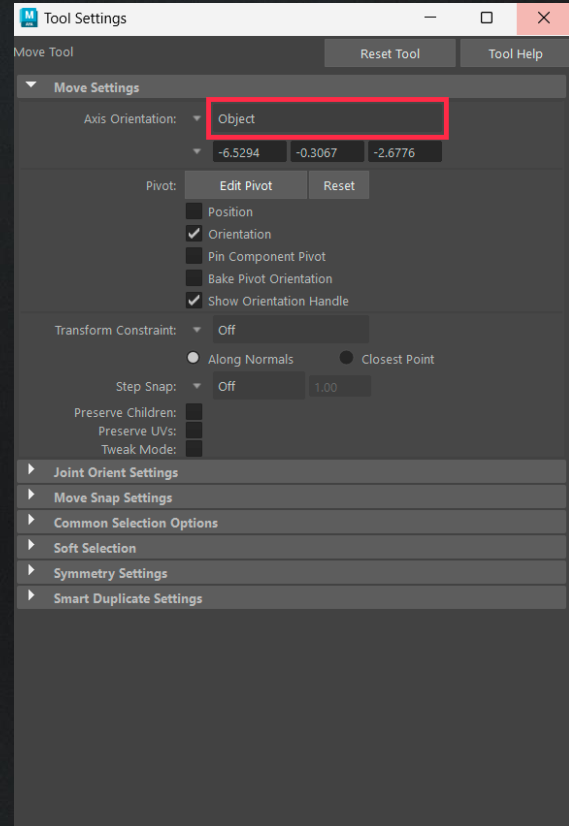 Tool Settings
Move Tool Reset Tool Tool Help
Move Settings
Axis Orientation: Object
-6.5294 -0.3067 -2.6776
Pivot: Edit Pivot Reset
Position
Orientation
Pin Component Pivot
Bake Pivot Orientation
Show Orientation Handle
Transform Constraint: Off
Along Normals Closest Point
Step Snap: Off 1.00
Preserve Children:
Preserve UVs:
Tweak Mode:
Joint Orient Settings
Move Snap Settings
Common Selection Options
Soft Selection
Symmetry Settings
Smart Duplicate Settings